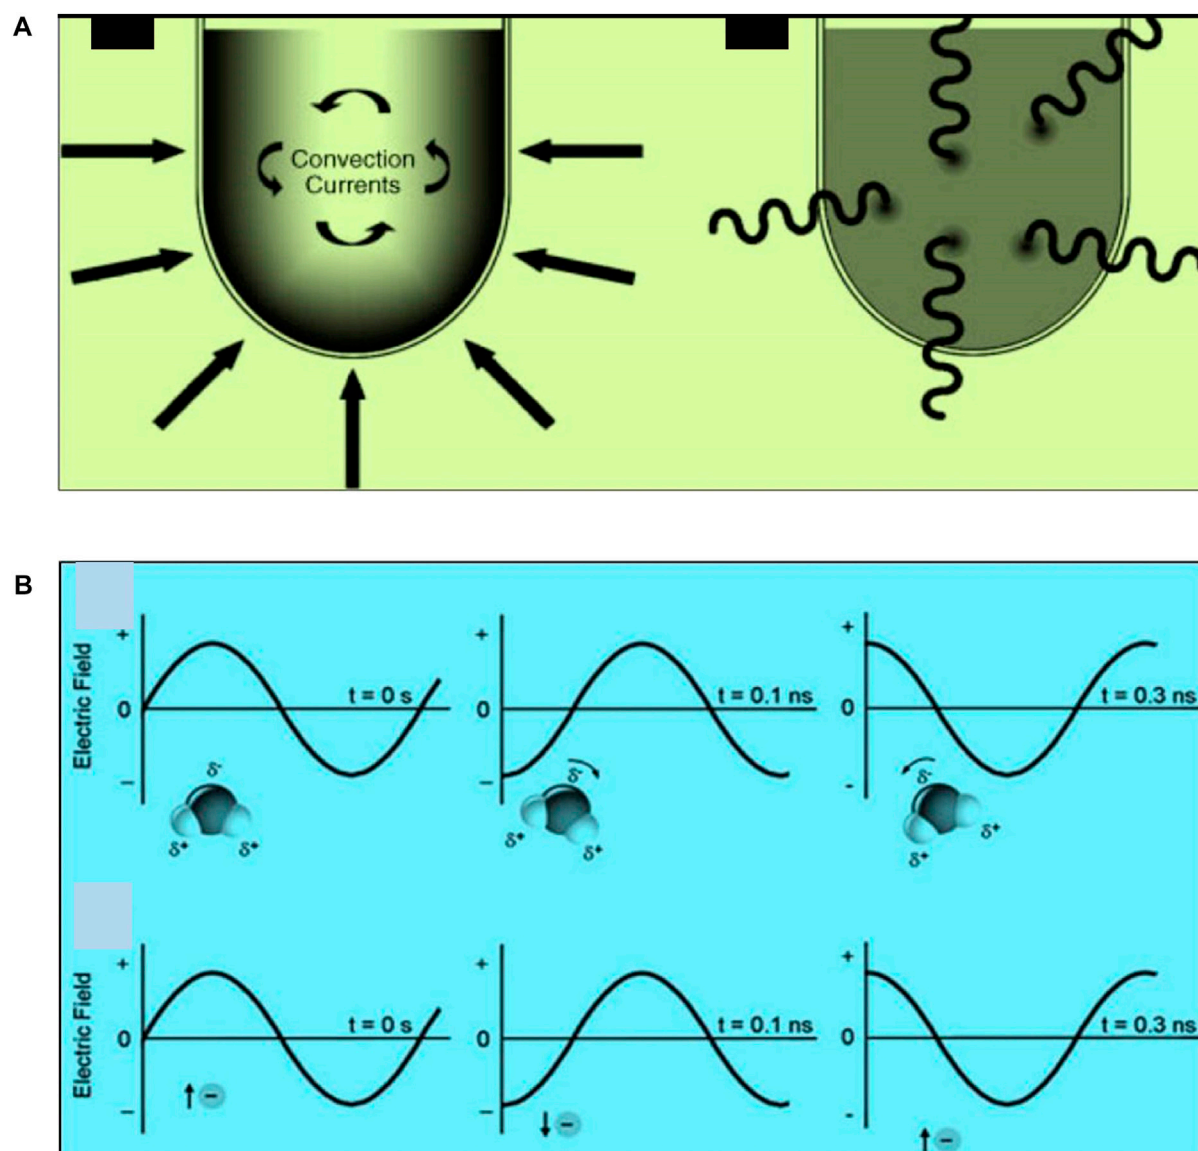 A
Convection
Currents
B
Electric Field
+
0
–
t = 0 s
δ-
δ+
δ+
+
0
–
t = 0.1 ns
δ-
δ+
δ+
+
0
-
t = 0.3 ns
δ-
δ+
δ+
Electric Field
+
0
–
t = 0 s
–
+
0
–
t = 0.1 ns
–
+
0
-
t = 0.3 ns
–